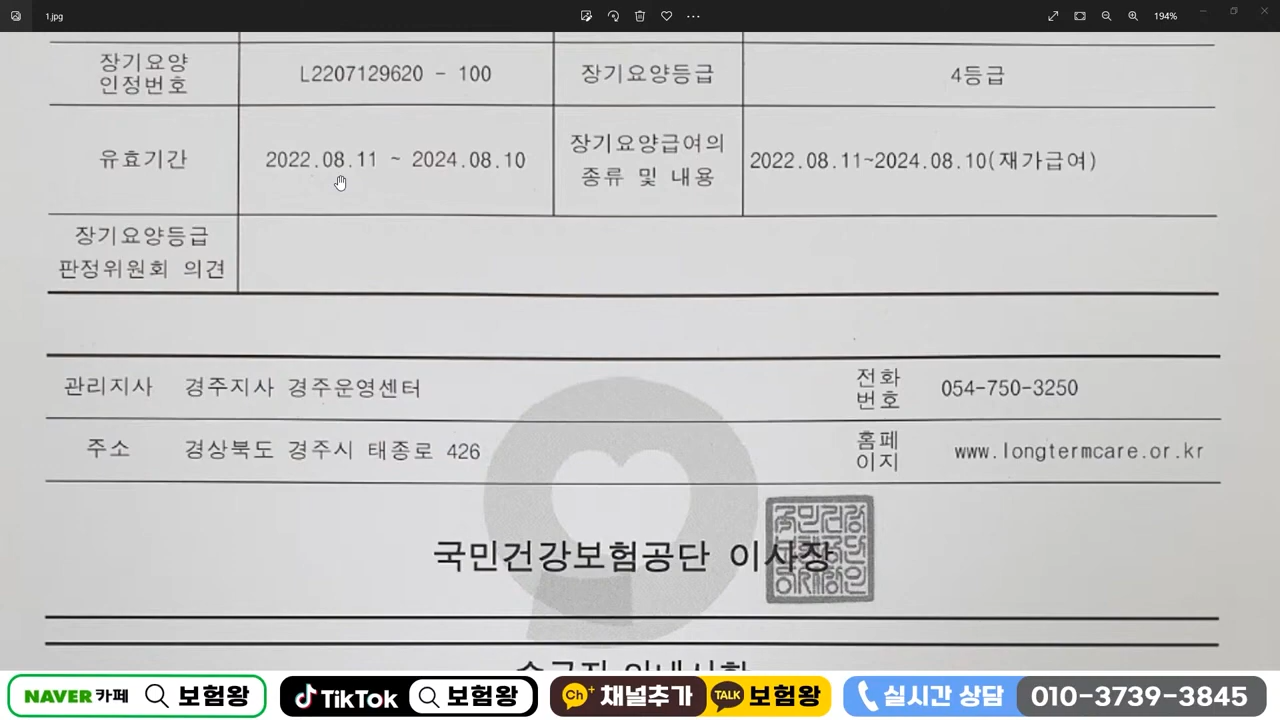 1.jpg
194%
장기요양
인정번호
L2207129620 - 100
장기요양등급
4등급
유효기간
2022.08.11 ~ 2024.08.10
장기요양급여의
종류 및 내용
2022.08.11~2024.08.10(재가급여)
장기요양등급
판정위원회 의견
관리지사 경주지사 경주운영센터
전화
번호
054-750-3250
주소 경상북도 경주시 태종로 426
홈페
이지
www.longtermcare.or.kr
국민건강보험공단 이사장
NAVER 카페 보험왕
TikTok 보험왕
Ch+ 채널추가 TALK 보험왕
실시간 상담 010-3739-3845